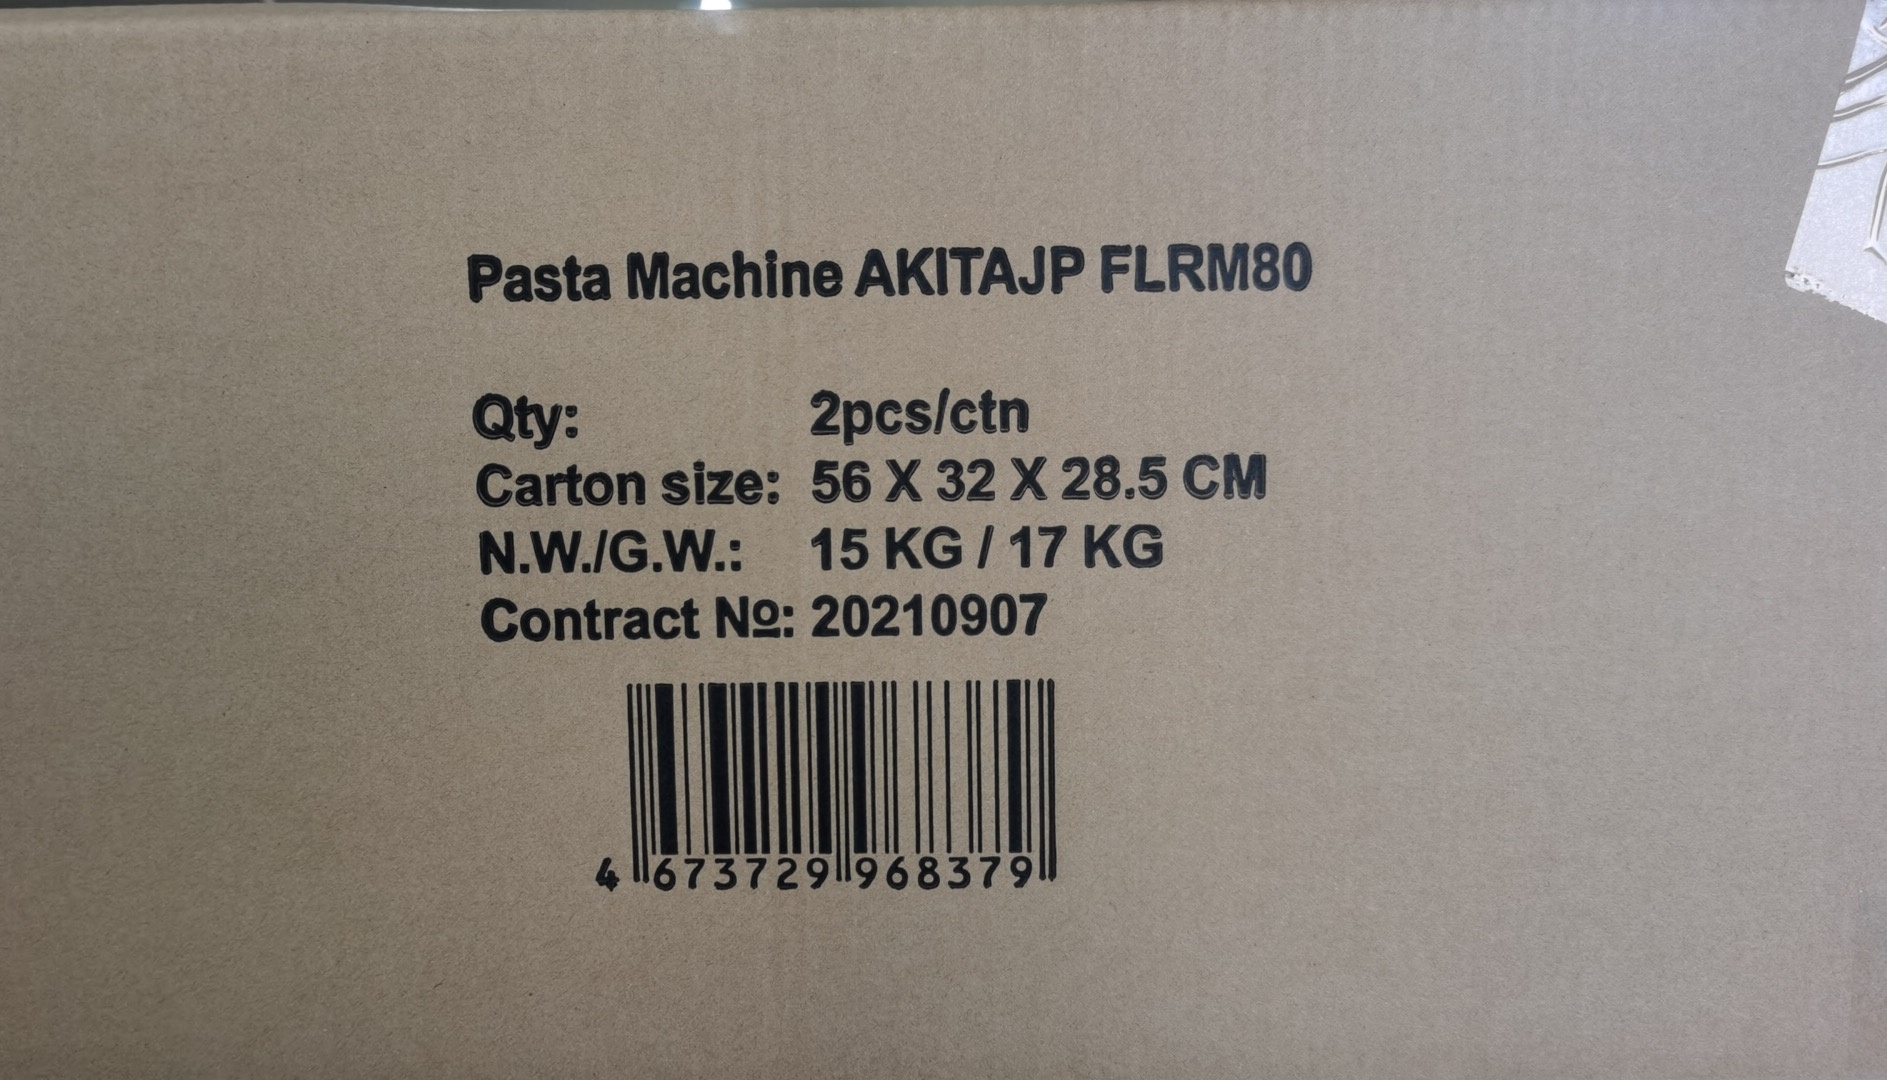 Pasta Machine AKITAJP FLRM80
Qty: 2pcs/ctn
Carton size: 56 X 32 X 28.5 CM
N.W./G.W.: 15 KG / 17 KG
Contract Nº: 20210907
4 673729 968379